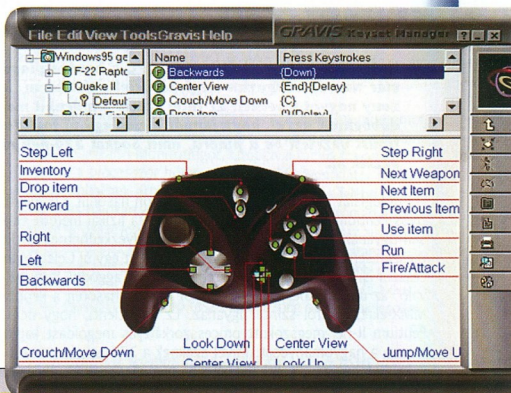 File Edit View Tools Gravis Help
GRAVIS Keyset Manager
Windows95 ge
F-22 Rapto
Quake II
Defaul
Name Press Keystrokes
Backwards {Down}
Center View {End}{Delay}
Crouch/Move Down {C}
Drop item {Delay}
Step Left
Inventory
Drop item
Forward
Right
Left
Backwards
Crouch/Move Down
Step Right
Next Weapon
Next Item
Previous Item
Use item
Run
Fire/Attack
Jump/Move U
Look Down
Center View
Center View
Look Up